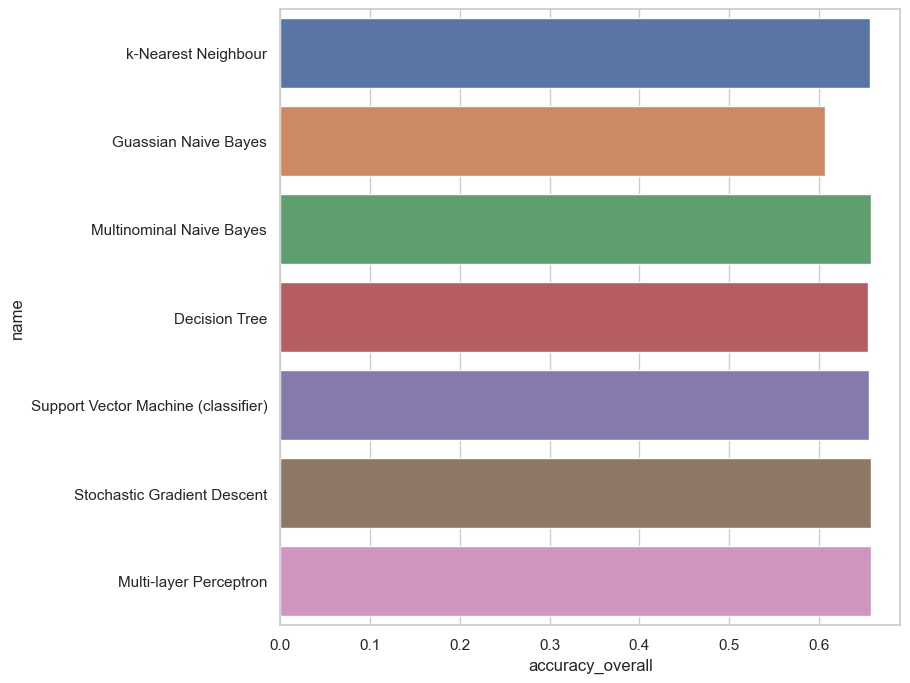 k-Nearest Neighbour
Guassian Naive Bayes
Multinominal Naive Bayes
Decision Tree
Support Vector Machine (classifier)
Stochastic Gradient Descent
Multi-layer Perceptron
name
0.0 0.1 0.2 0.3 0.4 0.5 0.6
accuracy_overall